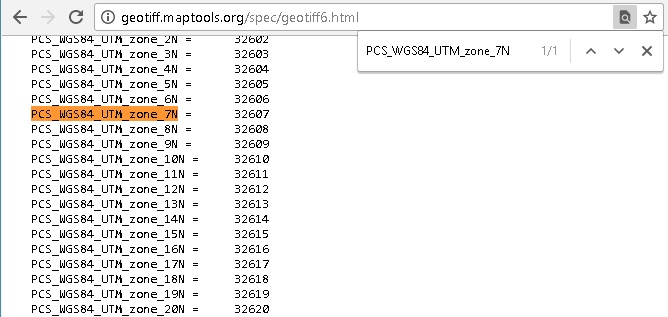 geotiff.maptools.org/spec/geotiff6.html
PCS_WGS84_UTM_zone_7N 1/1
PCS_WGS84_UTM_zone_2N = 32602
PCS_WGS84_UTM_zone_3N = 32603
PCS_WGS84_UTM_zone_4N = 32604
PCS_WGS84_UTM_zone_5N = 32605
PCS_WGS84_UTM_zone_6N = 32606
PCS_WGS84_UTM_zone_7N = 32607
PCS_WGS84_UTM_zone_8N = 32608
PCS_WGS84_UTM_zone_9N = 32609
PCS_WGS84_UTM_zone_10N = 32610
PCS_WGS84_UTM_zone_11N = 32611
PCS_WGS84_UTM_zone_12N = 32612
PCS_WGS84_UTM_zone_13N = 32613
PCS_WGS84_UTM_zone_14N = 32614
PCS_WGS84_UTM_zone_15N = 32615
PCS_WGS84_UTM_zone_16N = 32616
PCS_WGS84_UTM_zone_17N = 32617
PCS_WGS84_UTM_zone_18N = 32618
PCS_WGS84_UTM_zone_19N = 32619
PCS_WGS84_UTM_zone_20N = 32620